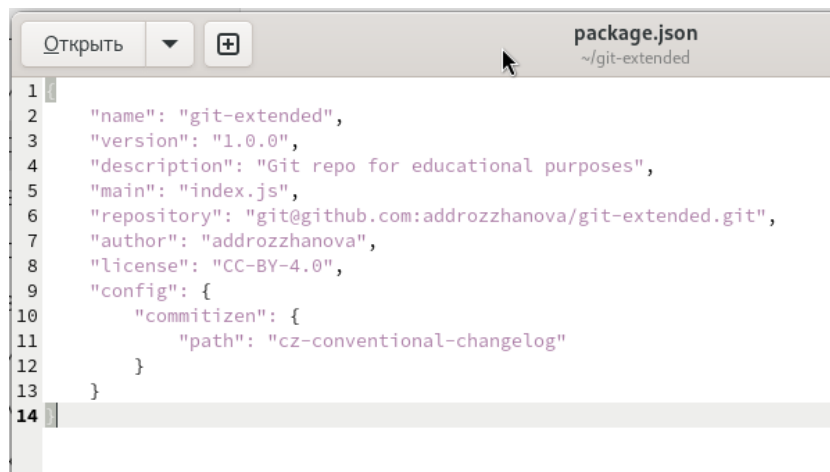 Открыть
package.json
~/git-extended
1 {
2     "name": "git-extended",
3     "version": "1.0.0",
4     "description": "Git repo for educational purposes",
5     "main": "index.js",
6     "repository": "git@github.com:addrozzhanova/git-extended.git",
7     "author": "addrozzhanova",
8     "license": "CC-BY-4.0",
9     "config": {
10         "commitizen": {
11             "path": "cz-conventional-changelog"
12         }
13     }
14 }